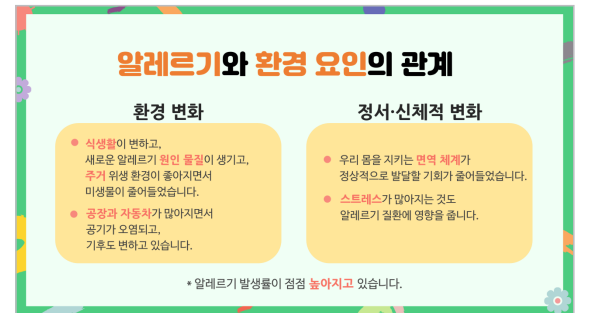 알레르기와 환경 요인의 관계
환경 변화
식생활이 변하고,
새로운 알레르기 원인 물질이 생기고,
주거 위생 환경이 좋아지면서
미생물이 줄어들었습니다.
공장과 자동차가 많아지면서
공기가 오염되고,
기후도 변하고 있습니다.
정서·신체적 변화
우리 몸을 지키는 면역 체계가
정상적으로 발달할 기회가 줄어들었습니다.
스트레스가 많아지는 것도
알레르기 질환에 영향을 줍니다.
* 알레르기 발생률이 점점 높아지고 있습니다.